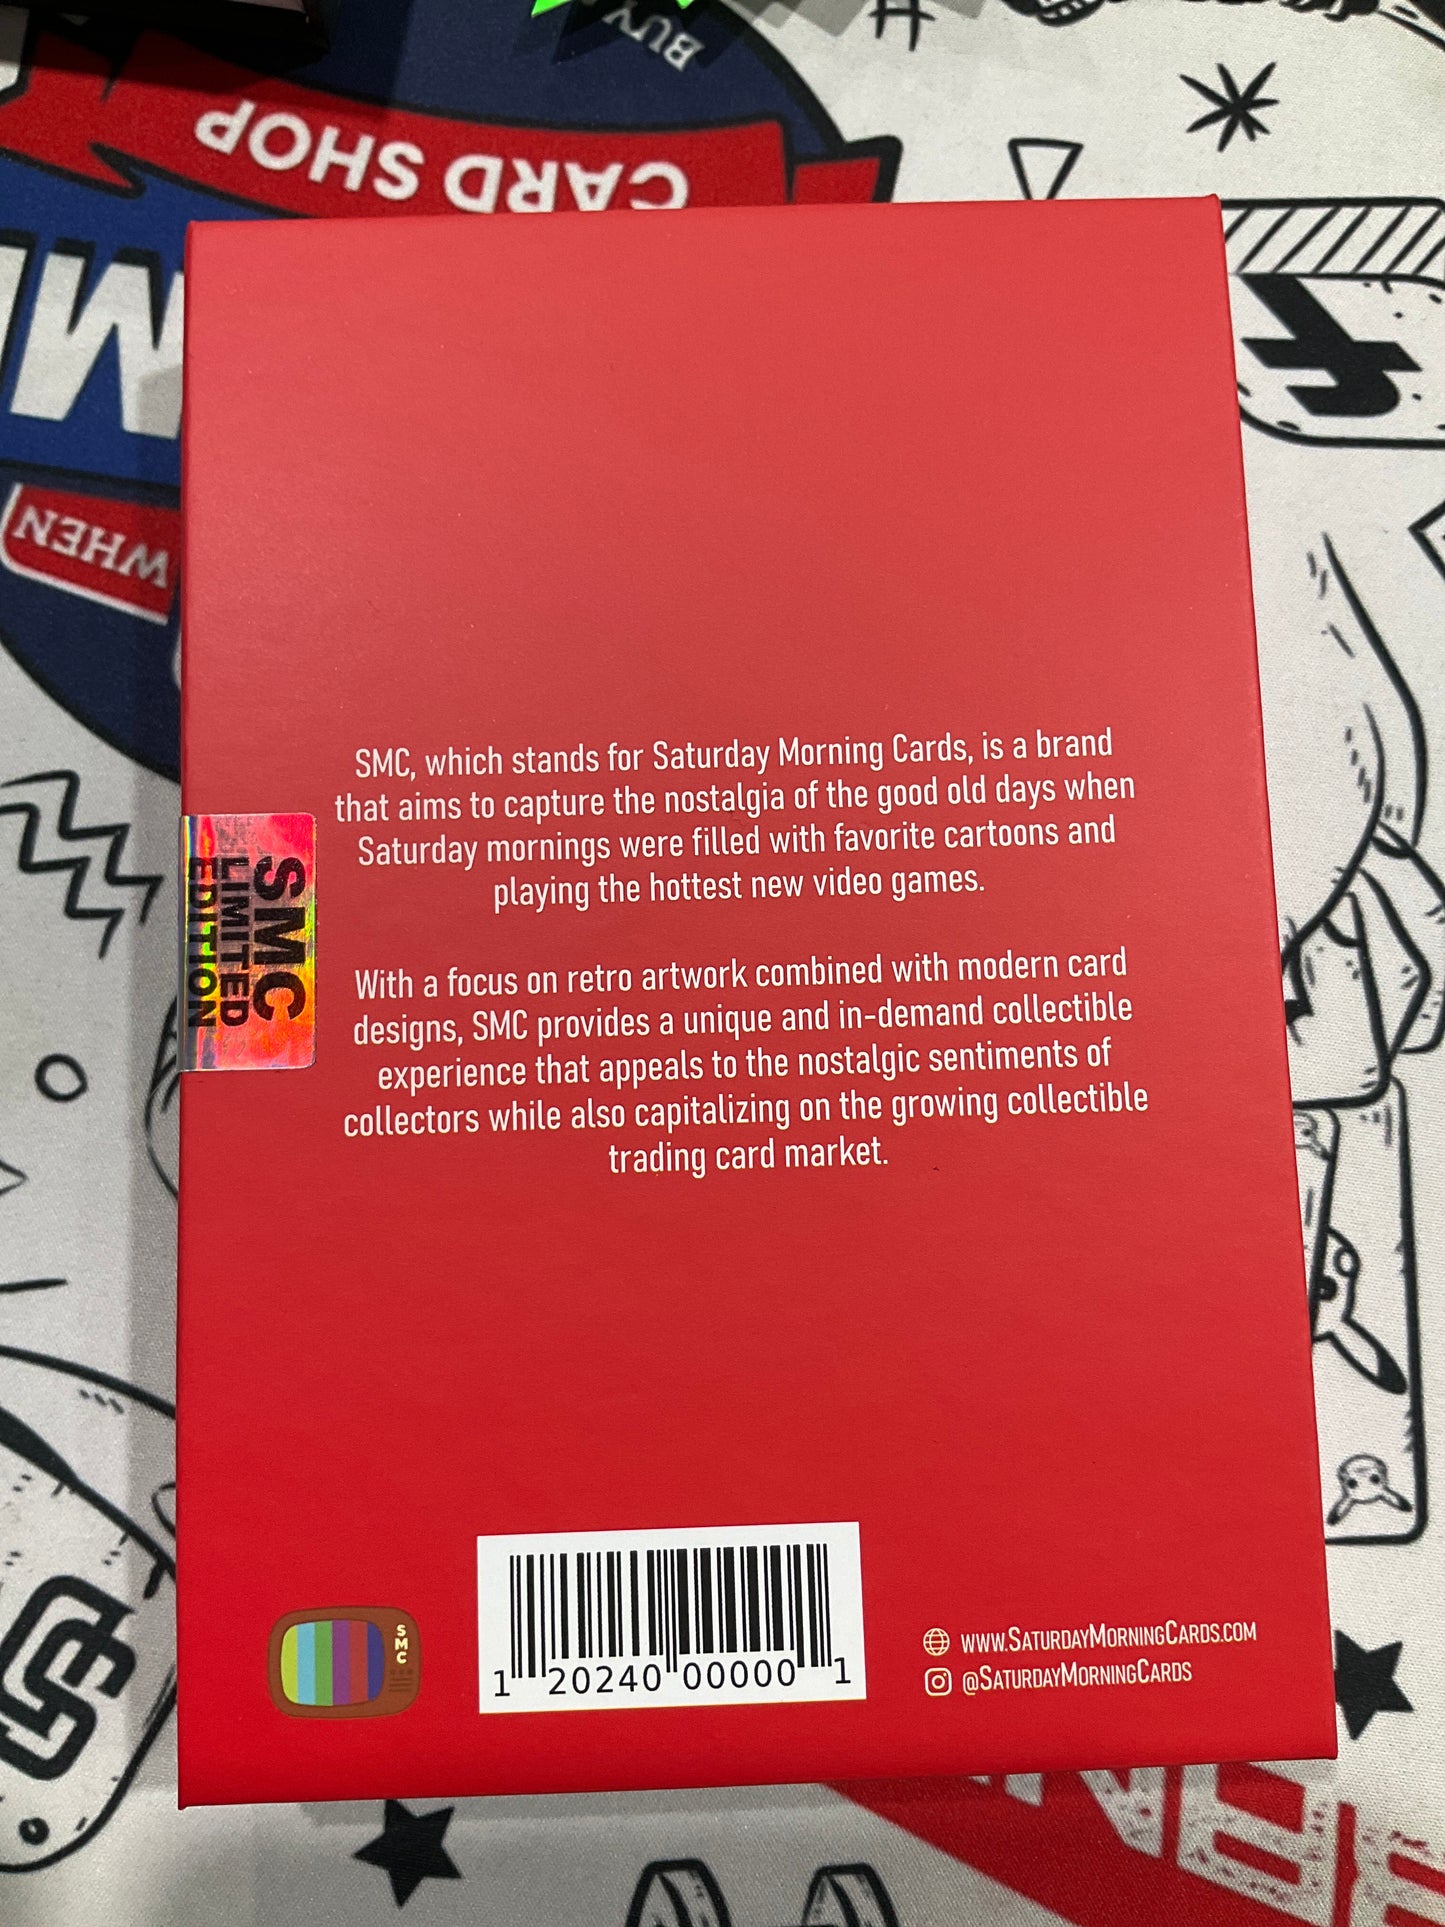 BUY
CARD SHOP
WHEN
SMC, which stands for Saturday Morning Cards, is a brand
that aims to capture the nostalgia of the good old days when
Saturday mornings were filled with favorite cartoons and
playing the hottest new video games.
With a focus on retro artwork combined with modern card
designs, SMC provides a unique and in-demand collectible
experience that appeals to the nostalgic sentiments of
collectors while also capitalizing on the growing collectible
trading card market.
SMC
LIMITED
EDITION
SMC
1 20240 00000 1
www.SaturdayMorningCards.com
@SaturdayMorningCards